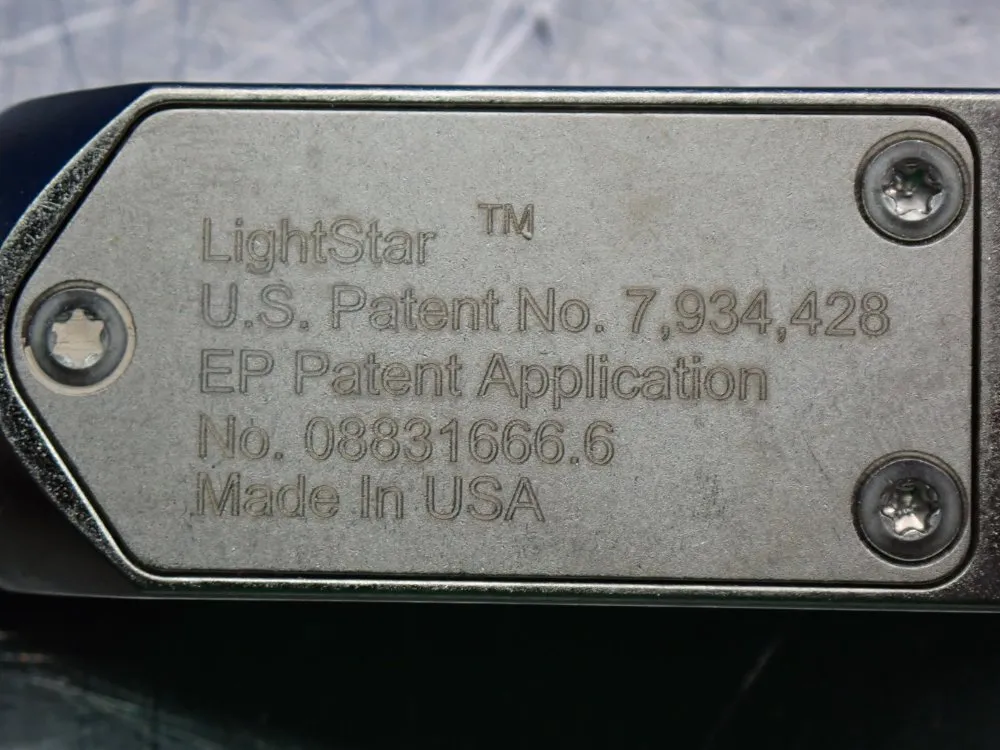 LightStar ™
U.S. Patent No. 7,934,428
EP Patent Application
No. 08831666.6
Made In USA